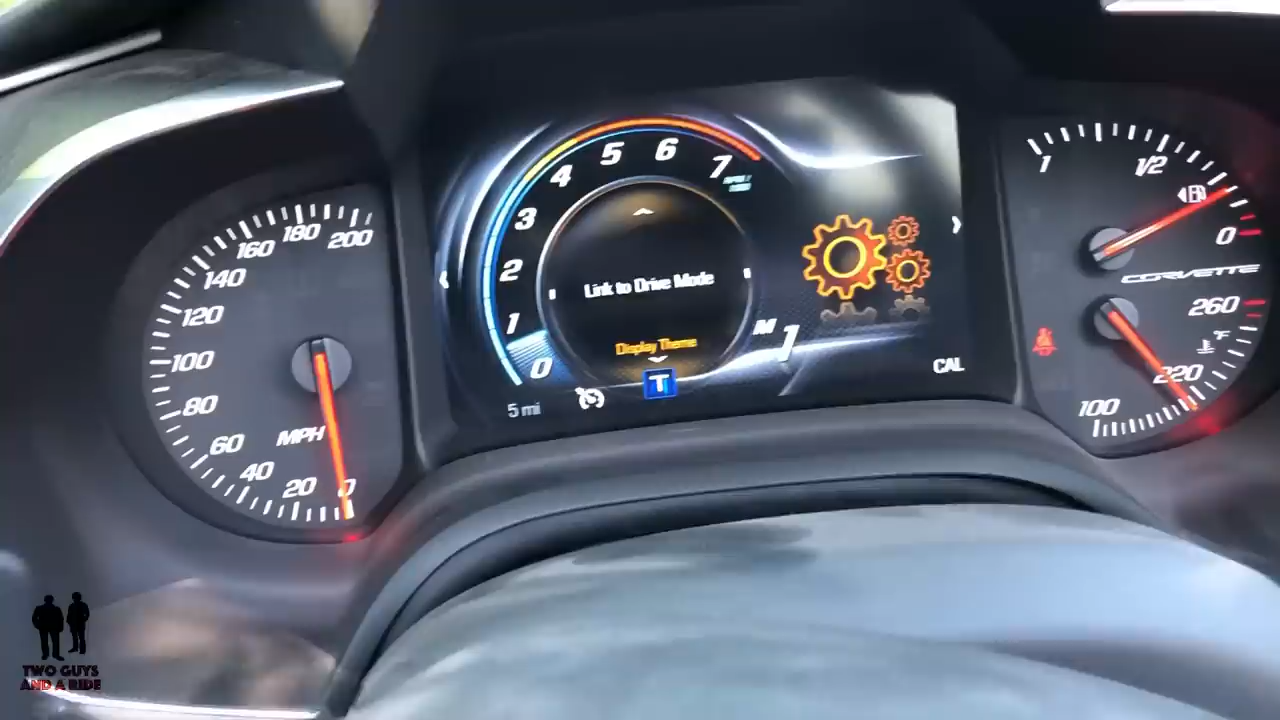 200
180
160
140
120
100
80
60
40
20
0
MPH
0
1
2
3
4
5
6
7
Link to Drive Mode
Display Theme
M
1
5 mi
T
CAL
1
1/2
0
CORVETTE
260
°F
220
100
TWO GUYS
AND A RIDE